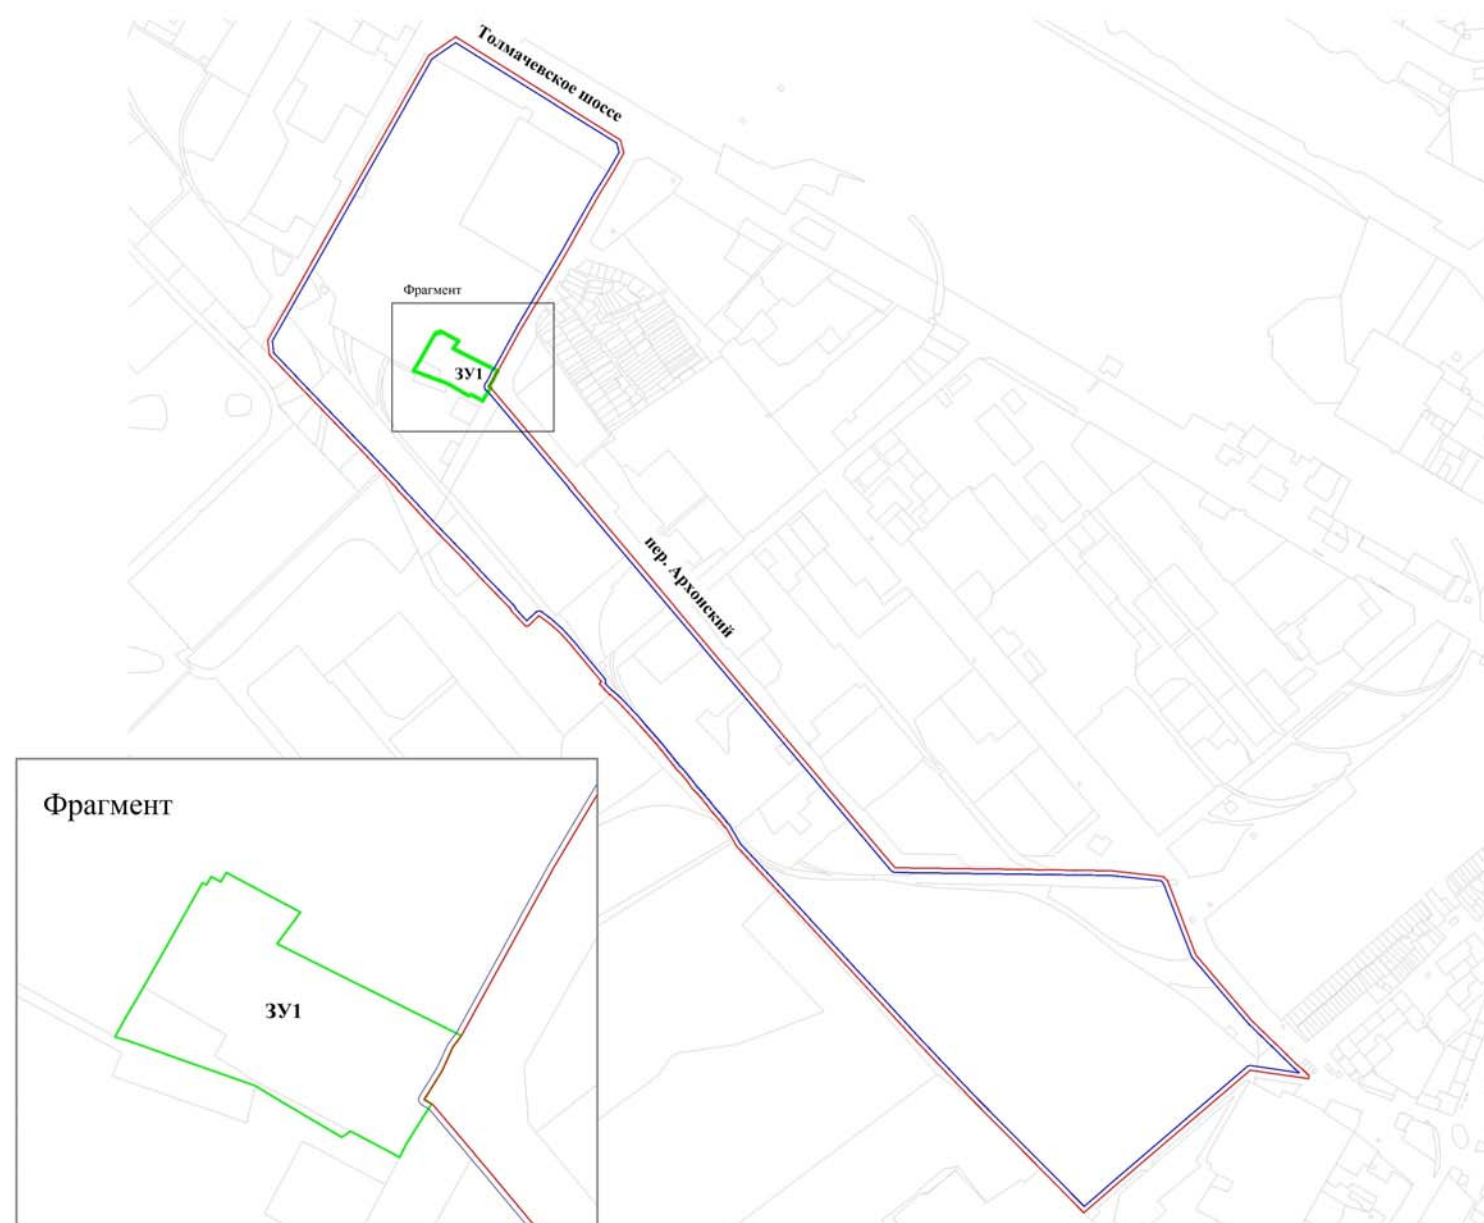 Толмачевское шоссе
Фрагмент
ЗУ1
пер. Архонский
Фрагмент
ЗУ1